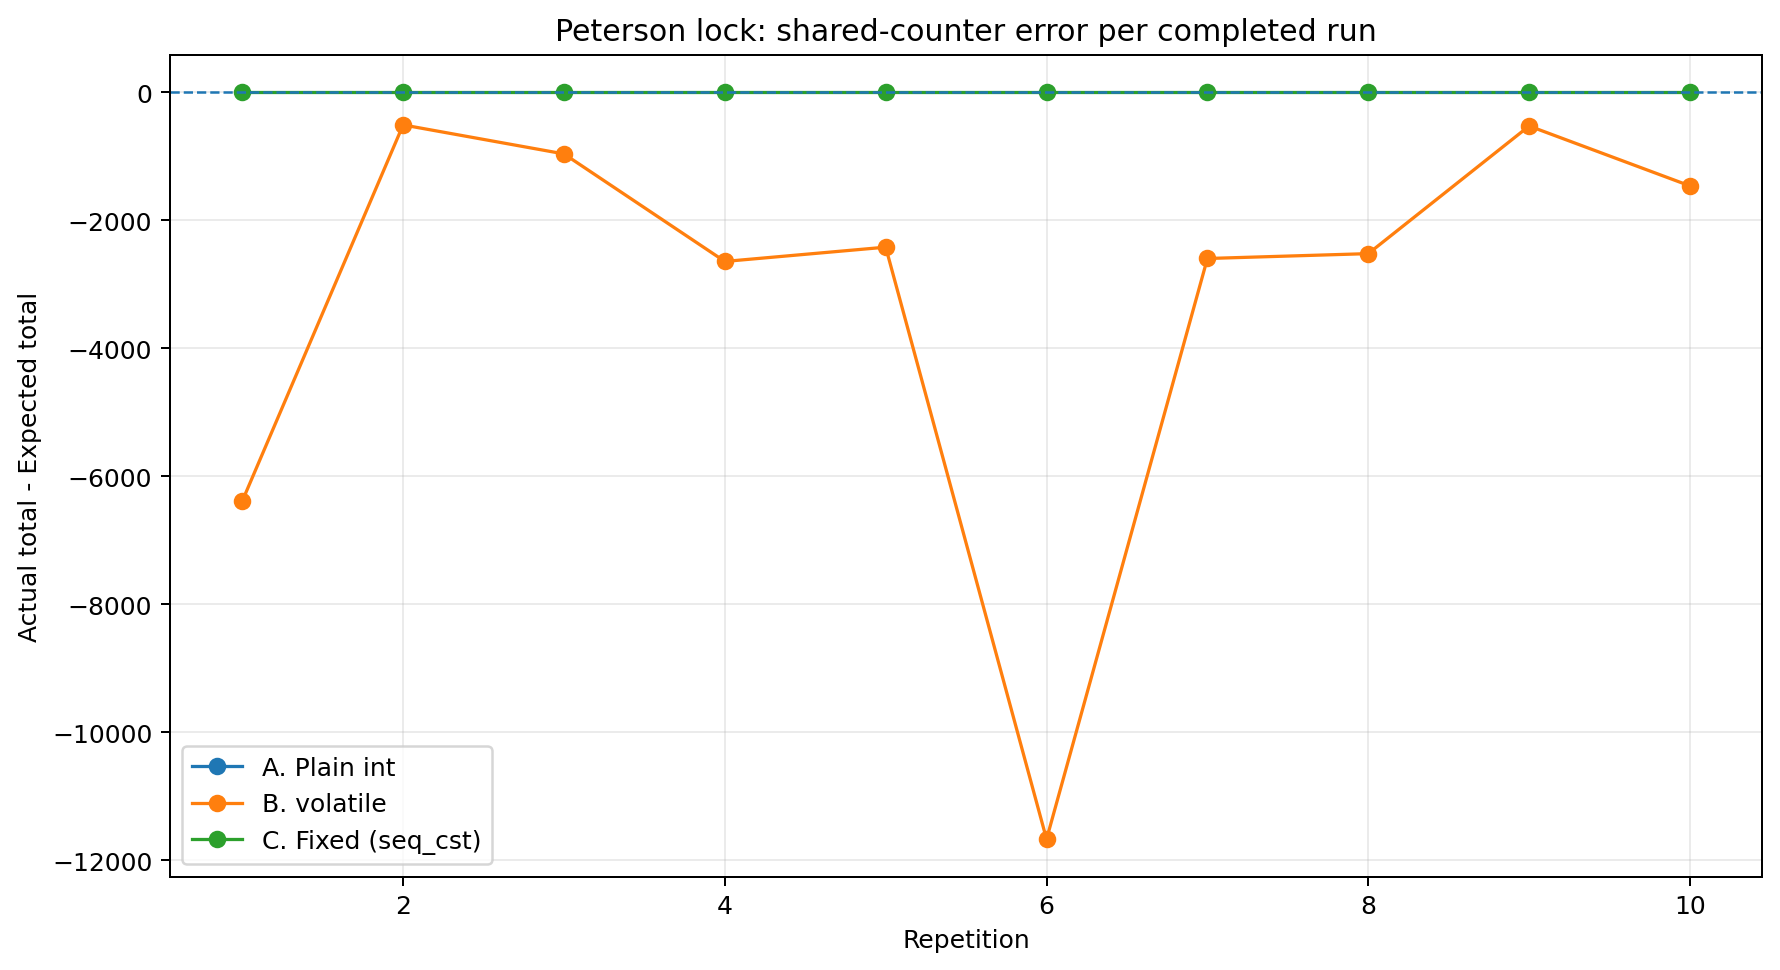 Peterson lock: shared-counter error per completed run
Actual total - Expected total
0
−2000
−4000
−6000
−8000
−10000
−12000
A. Plain int
B. volatile
C. Fixed (seq_cst)
2 4 6 8 10
Repetition